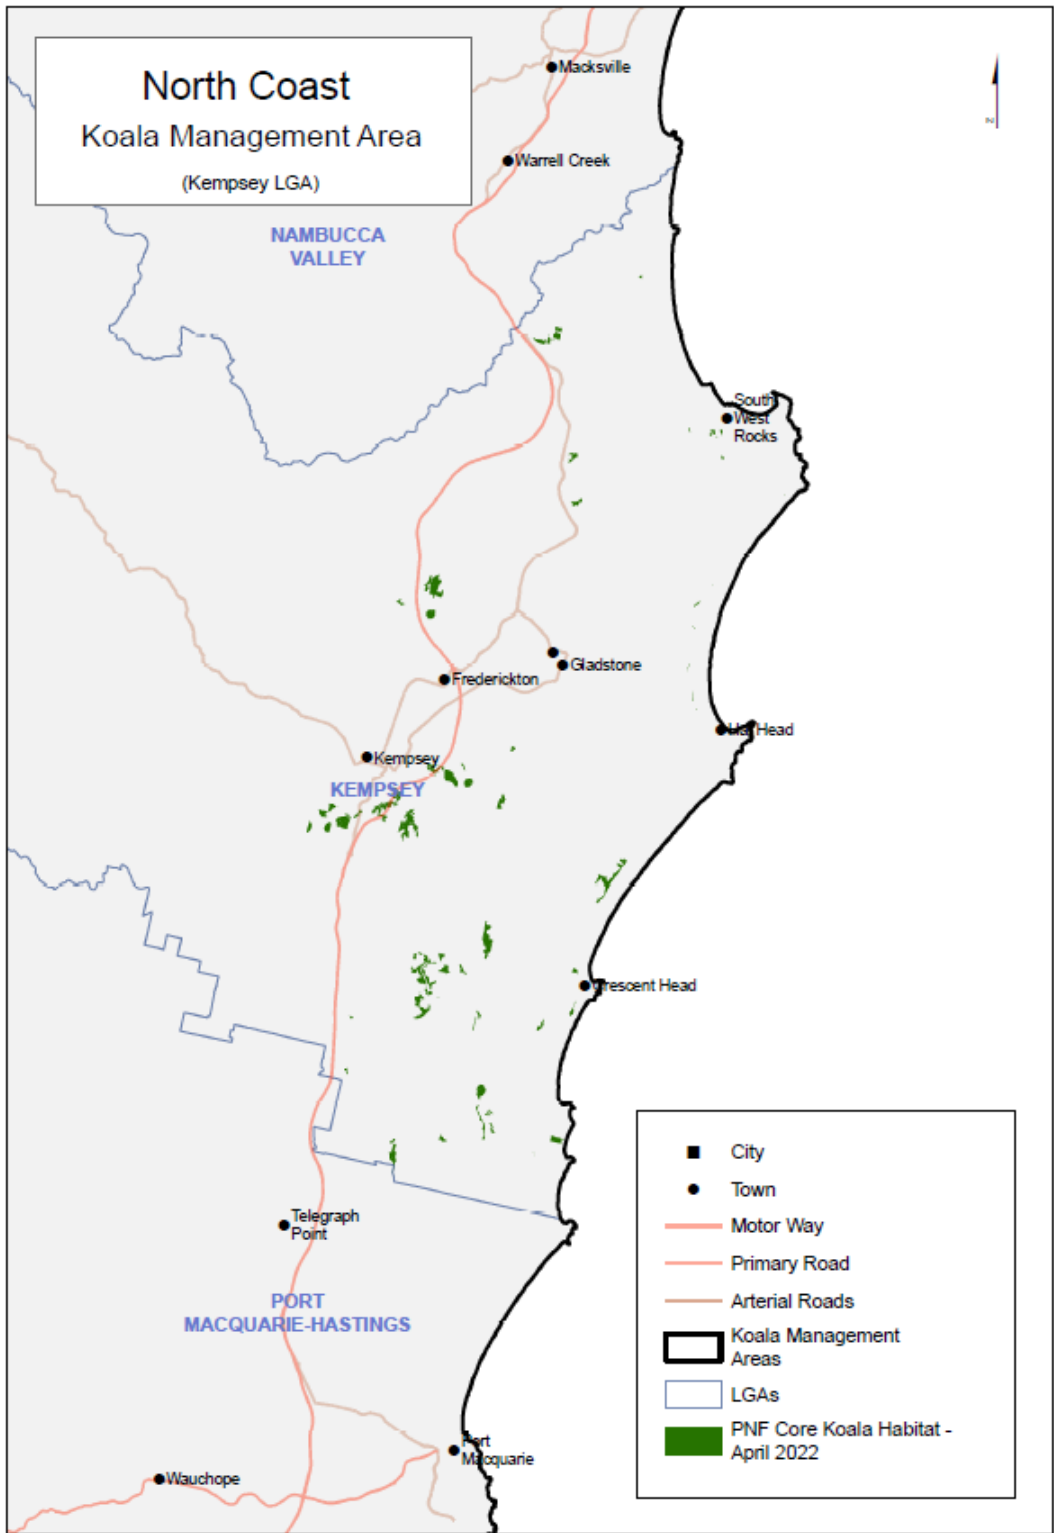 North Coast
Koala Management Area
(Kempsey LGA)
Macksville
N
Warrell Creek
NAMBUCCA
VALLEY
South
West
Rocks
Gladstone
Frederickton
Hat Head
Kempsey
KEMPSEY
Crescent Head
Telegraph
Point
PORT
MACQUARIE-HASTINGS
Port
Macquarie
Wauchope
City
Town
Motor Way
Primary Road
Arterial Roads
Koala Management
Areas
LGAs
PNF Core Koala Habitat -
April 2022